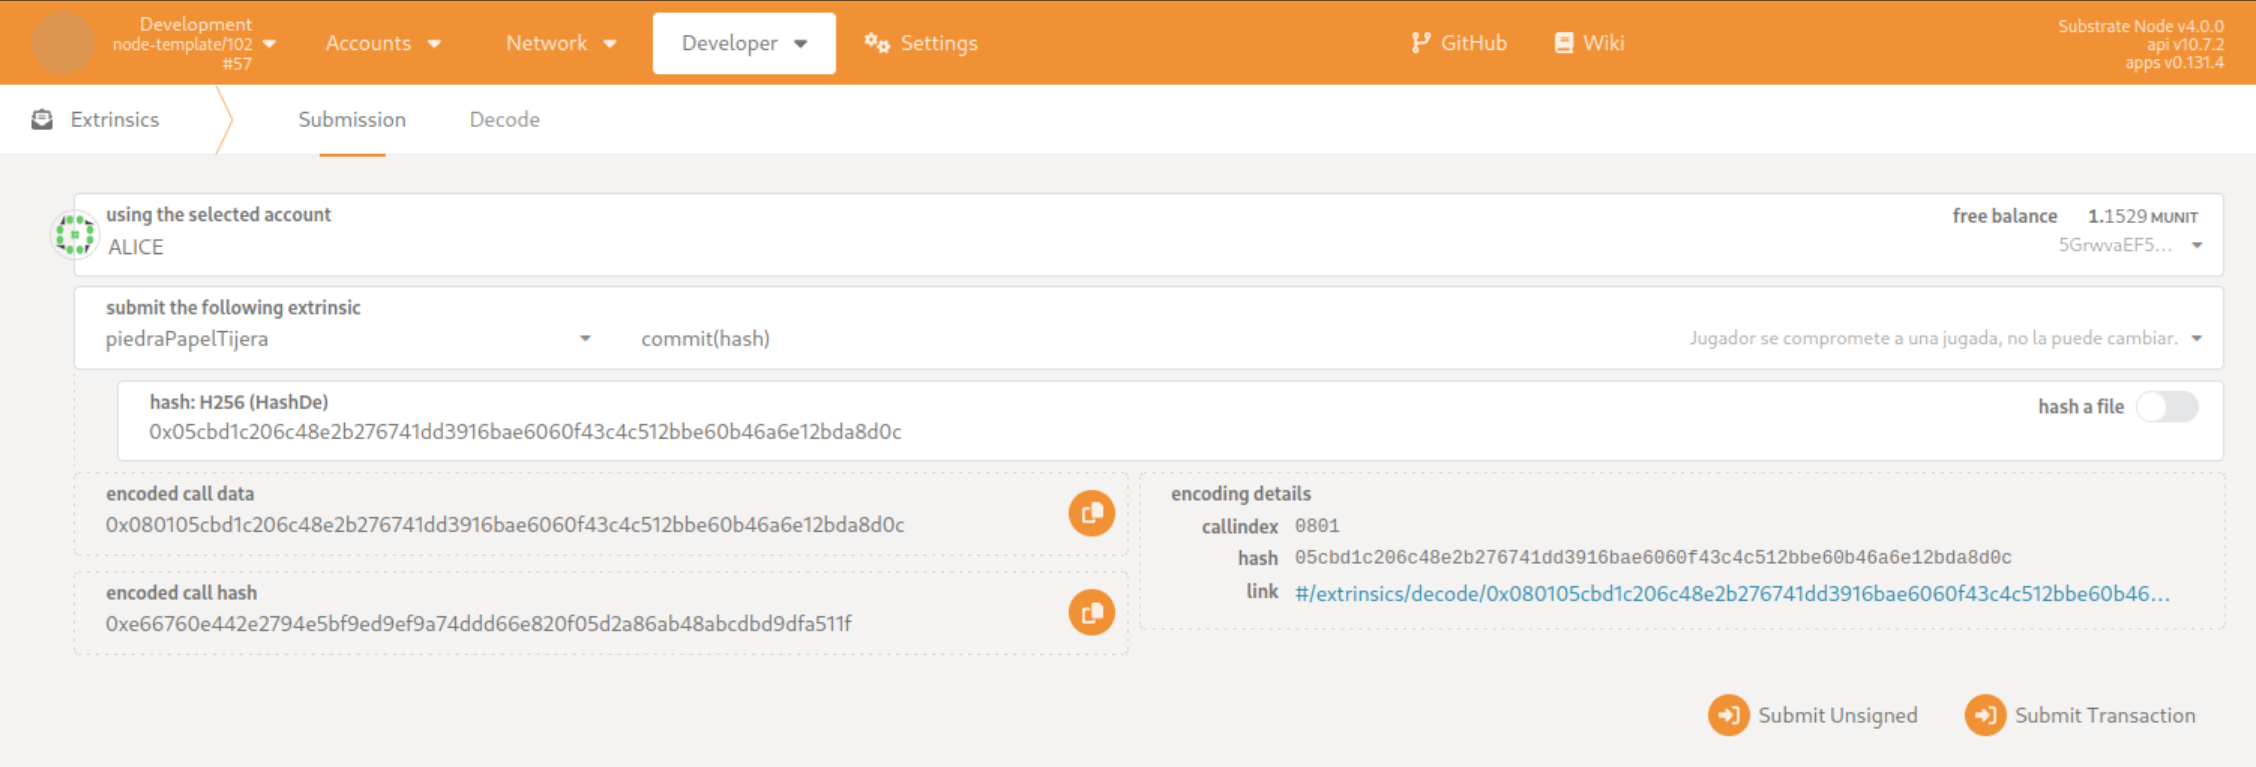 Development
node-template/102
#57
Accounts
Network
Developer
Settings
GitHub
Wiki
Substrate Node v4.0.0
api v10.7.2
apps v0.131.4
Extrinsics
Submission
Decode
using the selected account
ALICE
free balance 1.1529 MUNIT
5GrwvaEF5...
submit the following extrinsic
piedraPapelTijera
commit(hash)
Jugador se compromete a una jugada, no la puede cambiar.
hash: H256 (HashDe)
0x05cbd1c206c48e2b276741dd3916bae6060f43c4c512bbe60b46a6e12bda8d0c
hash a file
encoded call data
0x080105cbd1c206c48e2b276741dd3916bae6060f43c4c512bbe60b46a6e12bda8d0c
encoded call hash
0xe66760e442e2794e5bf9ed9ef9a74ddd66e820f05d2a86ab48abcdbd9dfa511f
encoding details
callindex 0801
hash 05cbd1c206c48e2b276741dd3916bae6060f43c4c512bbe60b46a6e12bda8d0c
link #/extrinsics/decode/0x080105cbd1c206c48e2b276741dd3916bae6060f43c4c512bbe60b46...
Submit Unsigned
Submit Transaction